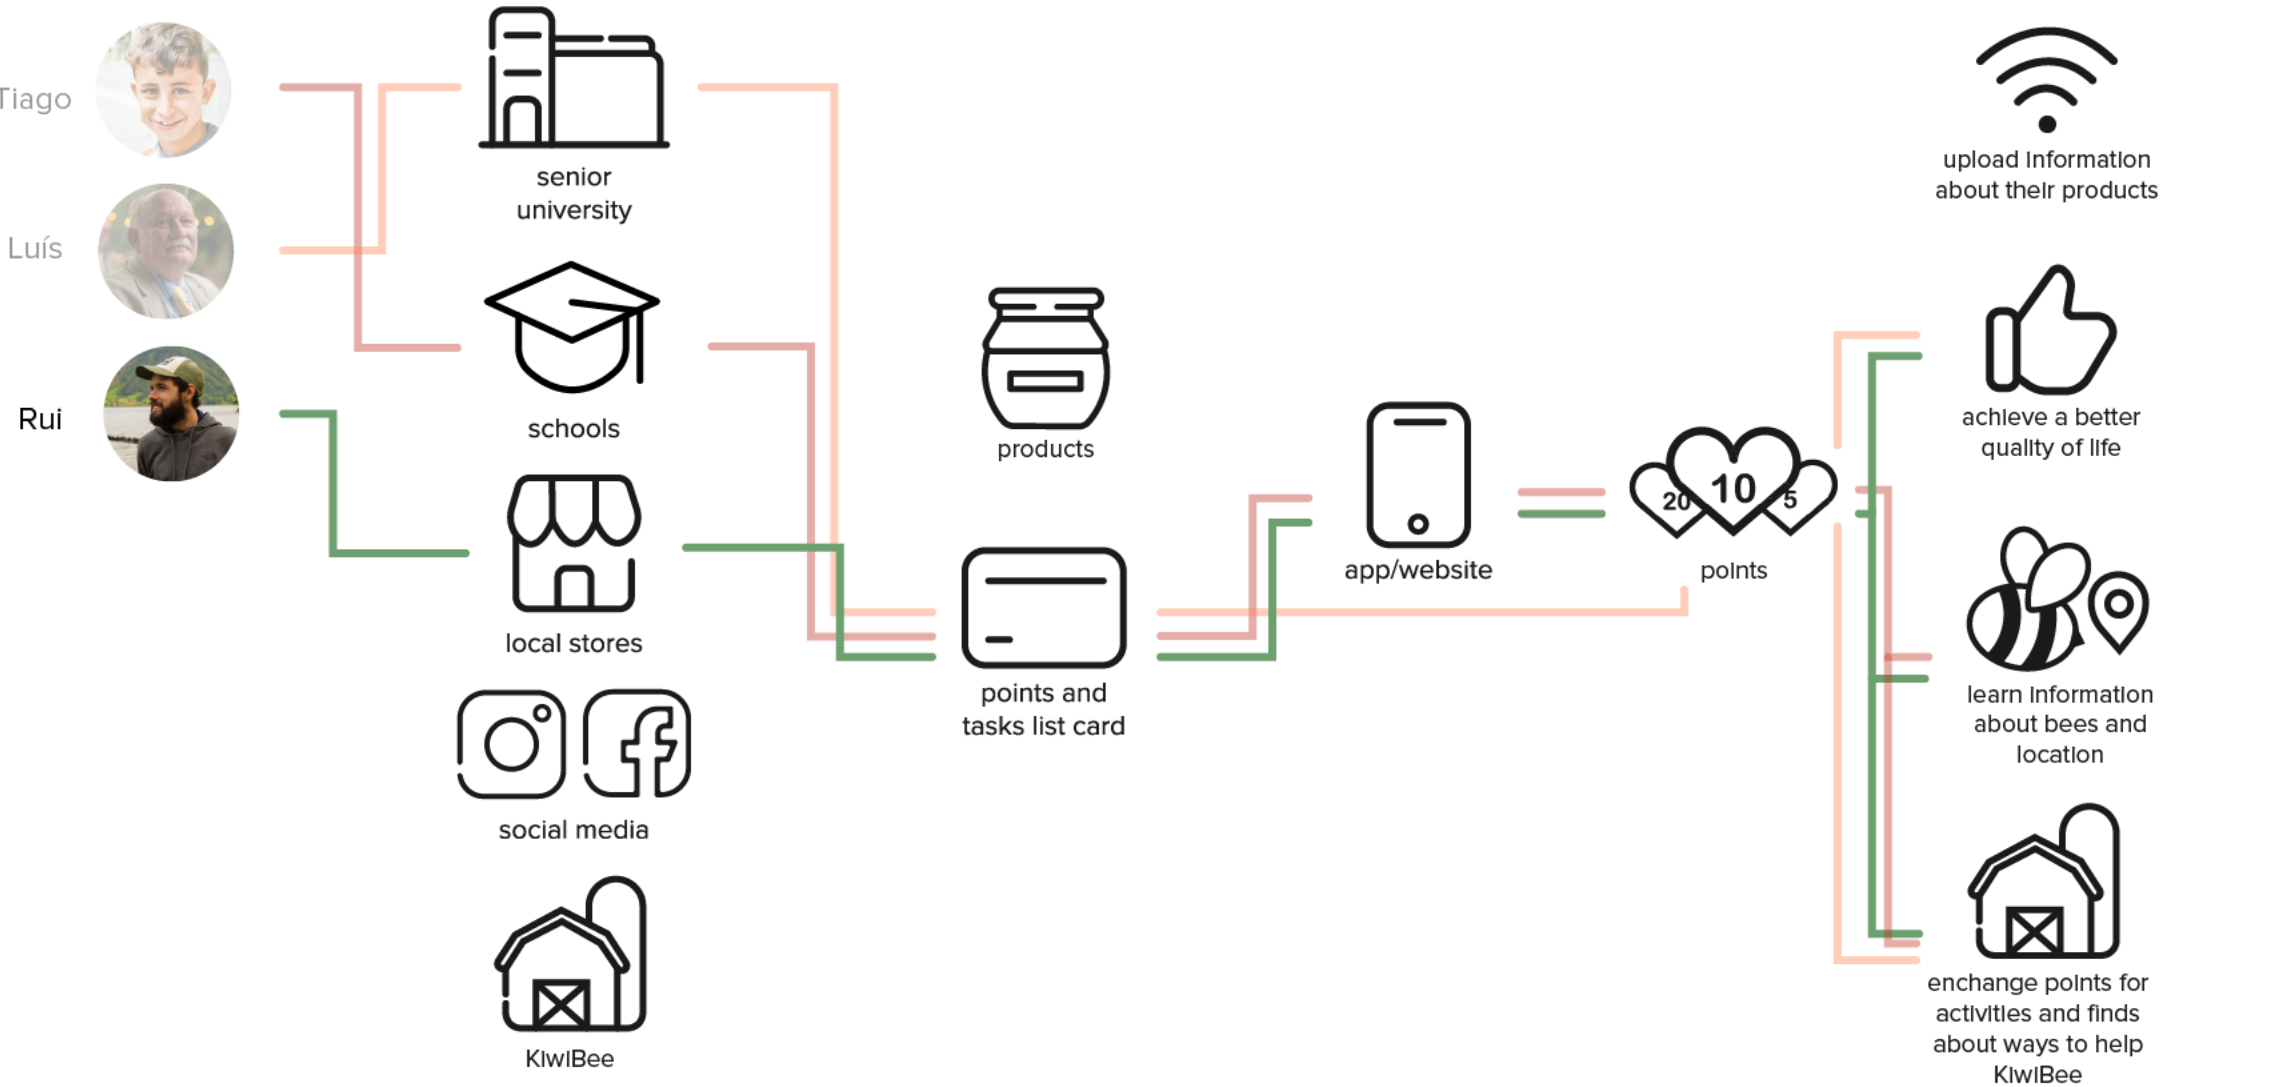 Tiago
Luís
Rui
senior
university
schools
local stores
social media
KiwiBee
products
points and
tasks list card
app/website
20
10
5
points
upload information
about their products
achieve a better
quality of life
learn information
about bees and
location
enchange points for
activities and finds
about ways to help
KiwiBee